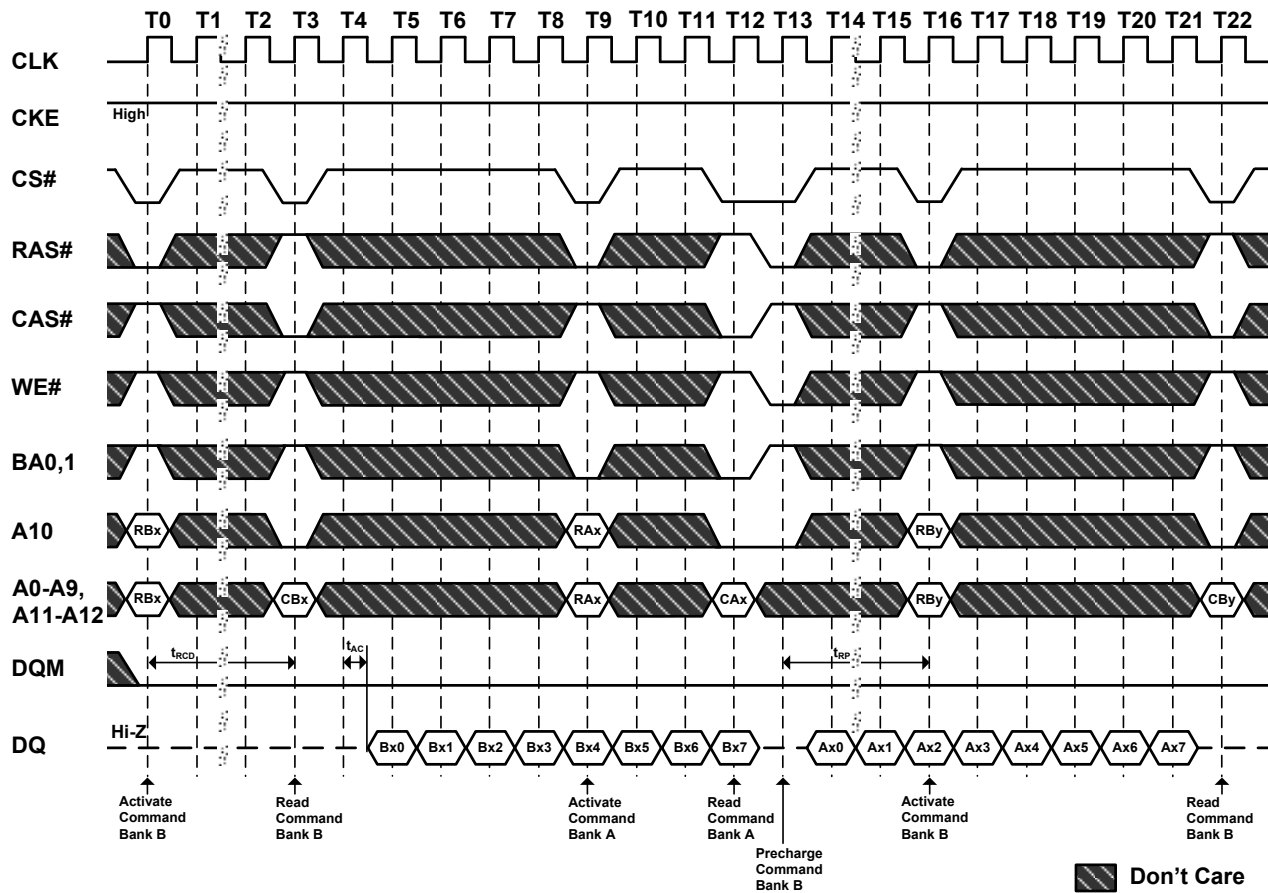 T0 T1 T2 T3 T4 T5 T6 T7 T8 T9 T10 T11 T12 T13 T14 T15 T16 T17 T18 T19 T20 T21 T22
CLK
CKE High
CS#
RAS#
CAS#
WE#
BA0,1
A10 RBx RAx RBy
A0-A9,
A11-A12 RBx CBx RAx CAx RBy CBy
DQM tRCD tAC tRP
DQ Hi-Z Bx0 Bx1 Bx2 Bx3 Bx4 Bx5 Bx6 Bx7 Ax0 Ax1 Ax2 Ax3 Ax4 Ax5 Ax6 Ax7
Activate
Command
Bank B
Read
Command
Bank B
Activate
Command
Bank A
Read
Command
Bank A
Precharge
Command
Bank B
Activate
Command
Bank B
Read
Command
Bank B
Don't Care